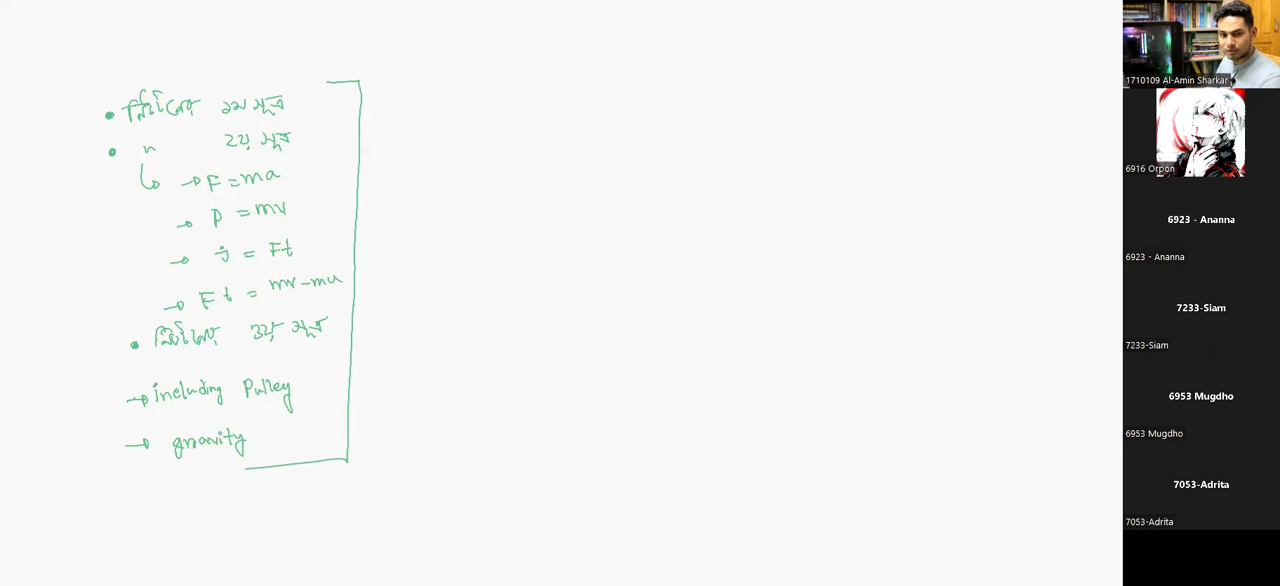 • নিউটনের ১ম সূত্র
• " ২য় সূত্র
↳ → F = ma
→ P = mv
→ j = Ft
→ Ft = mv - mu
• নিউটনের ৩য় সূত্র
→ including Pulley
→ gravity
1710109 Al-Amin Sharkar
6916 Orpon
6923 - Ananna
6923 - Ananna
7233-Siam
7233-Siam
6953 Mugdho
6953 Mugdho
7053-Adrita
7053-Adrita